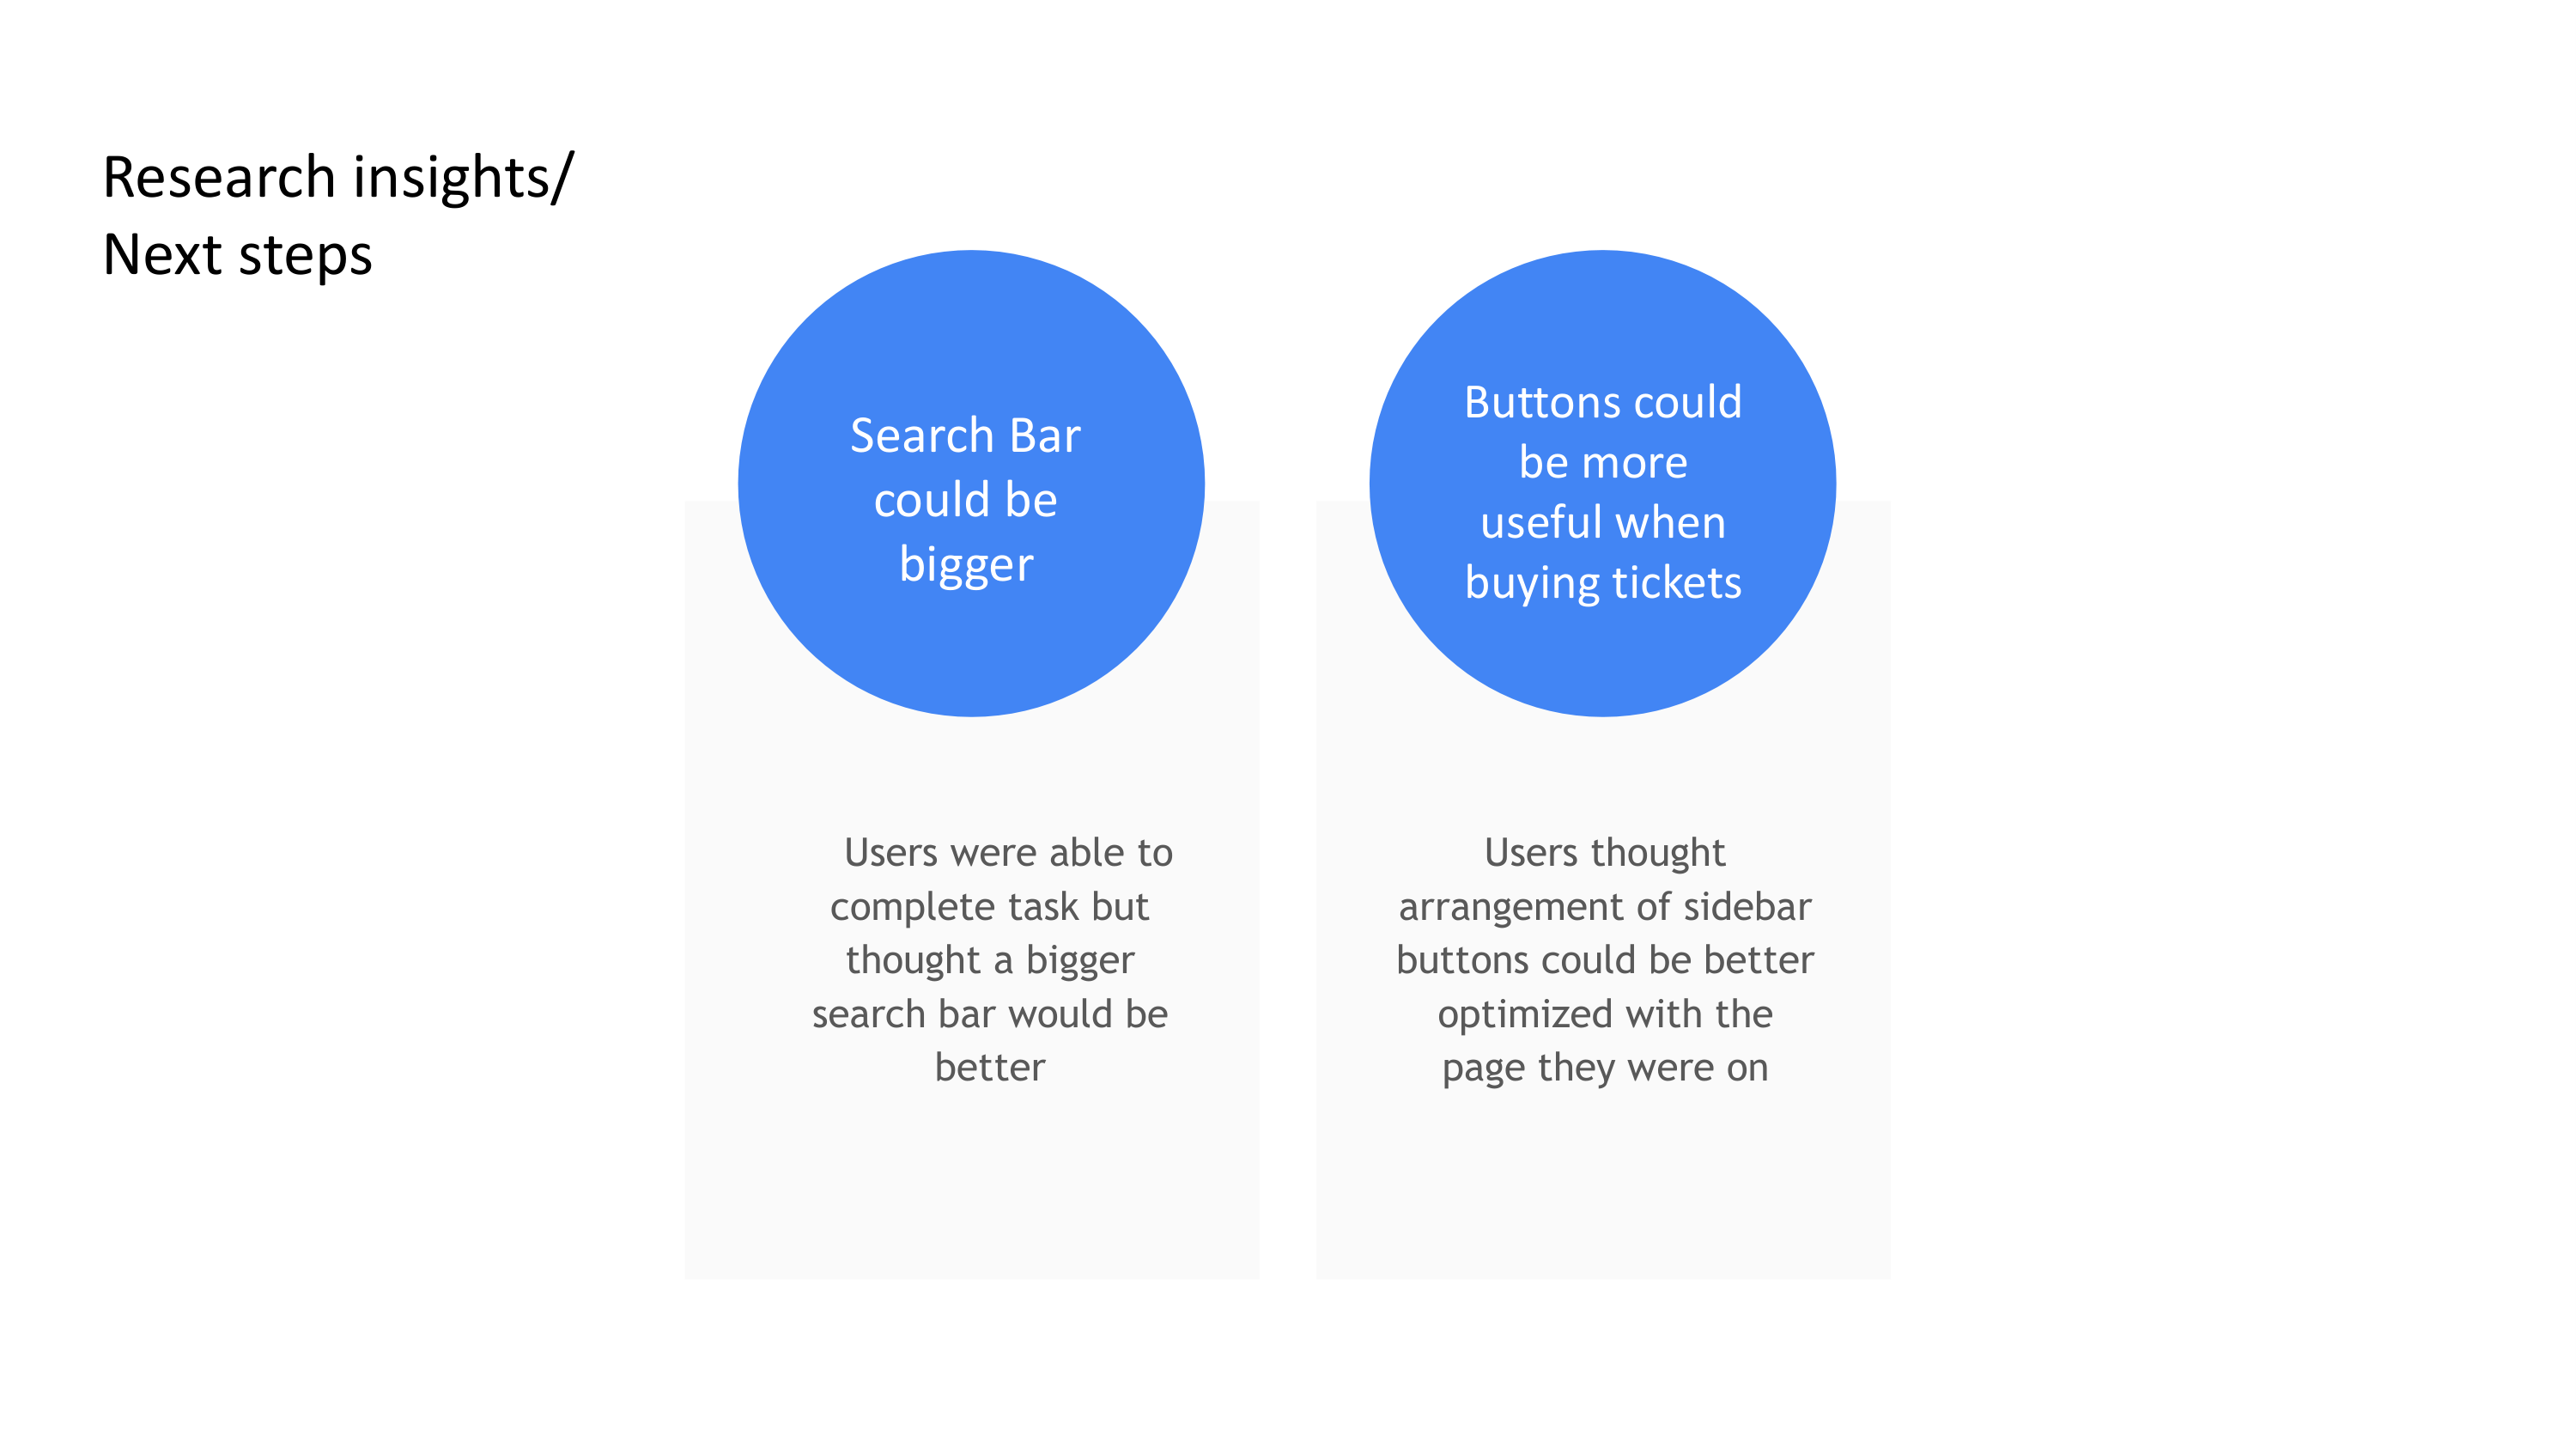 Research insights/
Next steps
Search Bar
could be
bigger
Buttons could
be more
useful when
buying tickets
Users were able to
complete task but
thought a bigger
search bar would be
better
Users thought
arrangement of sidebar
buttons could be better
optimized with the
page they were on